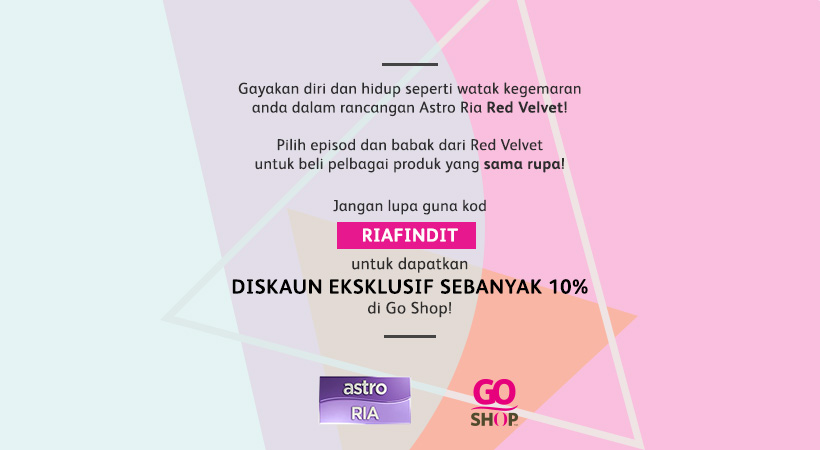 Gayakan diri dan hidup seperti watak kegemaran
anda dalam rancangan Astro Ria Red Velvet!
Pilih episod dan babak dari Red Velvet
untuk beli pelbagai produk yang sama rupa!
Jangan lupa guna kod
RIAFINDIT
untuk dapatkan
DISKAUN EKSKLUSIF SEBANYAK 10%
di Go Shop!
astro
RIA
GO
SHOP